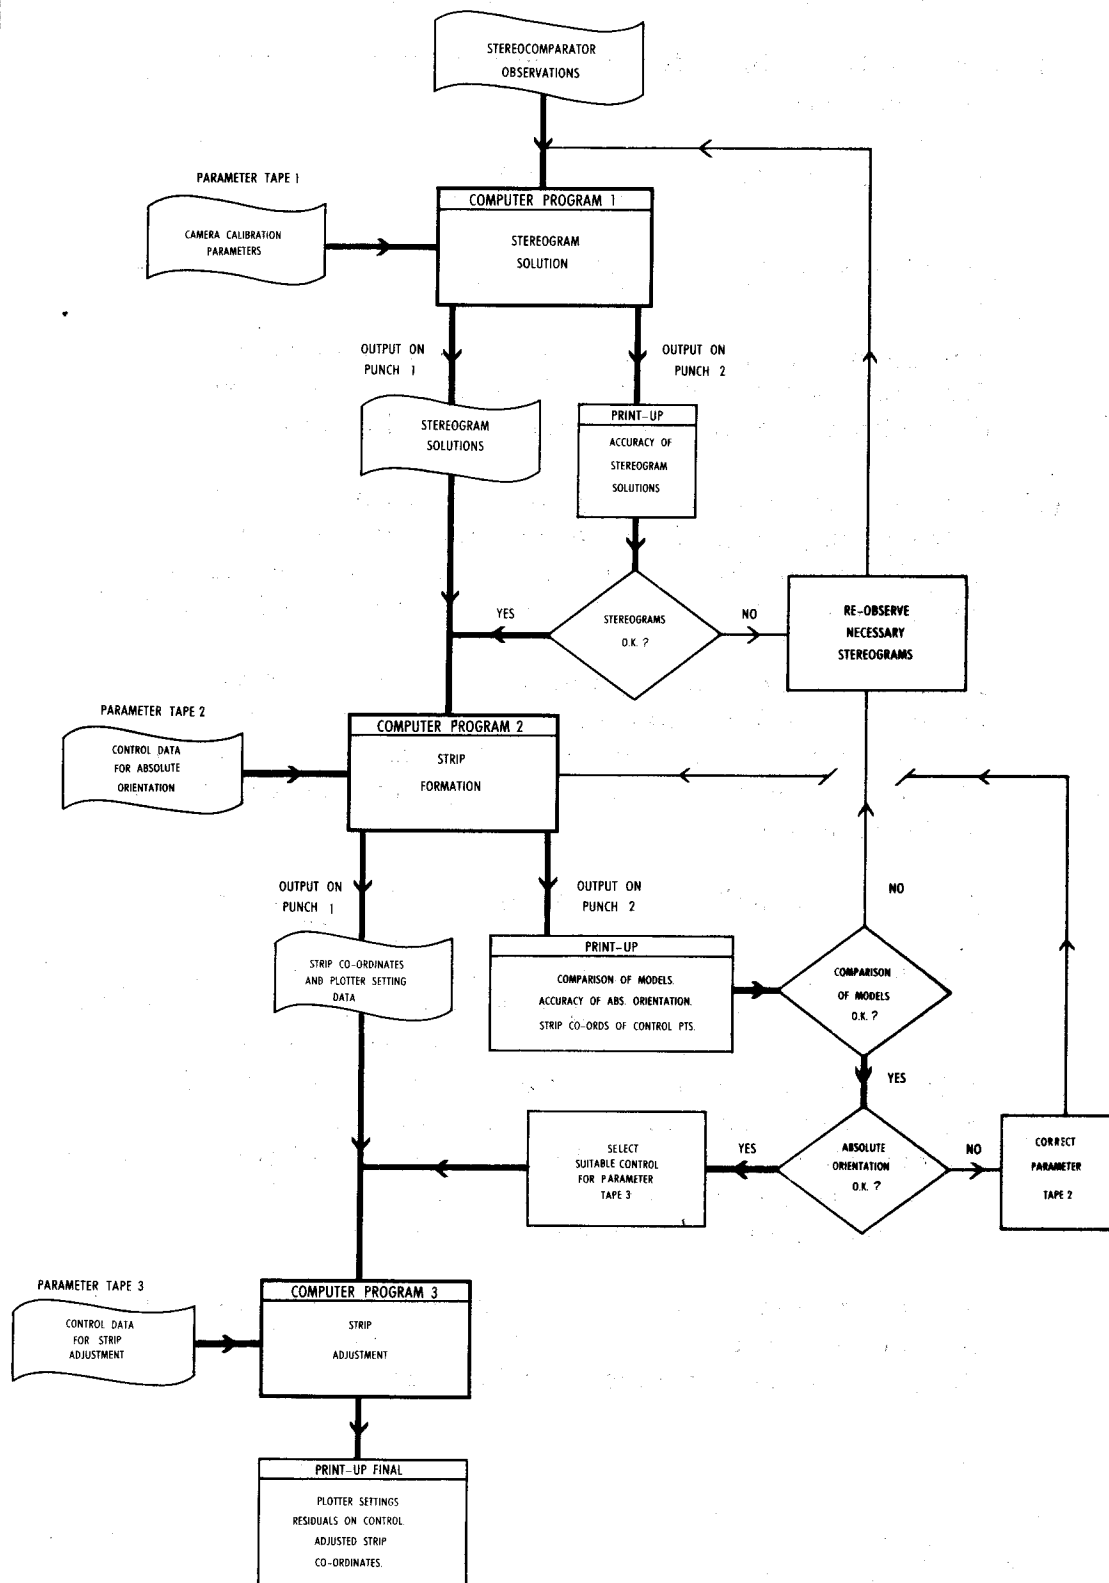 STEREOCOMPARATOR
OBSERVATIONS
PARAMETER TAPE 1
CAMERA CALIBRATION
PARAMETERS
COMPUTER PROGRAM 1
STEREOGRAM
SOLUTION
OUTPUT ON
PUNCH 1
OUTPUT ON
PUNCH 2
STEREOGRAM
SOLUTIONS
PRINT-UP
ACCURACY OF
STEREOGRAM
SOLUTIONS
YES
STEREOGRAMS
O.K. ?
NO
RE-OBSERVE
NECESSARY
STEREOGRAMS
PARAMETER TAPE 2
CONTROL DATA
FOR ABSOLUTE
ORIENTATION
COMPUTER PROGRAM 2
STRIP
FORMATION
OUTPUT ON
PUNCH 1
OUTPUT ON
PUNCH 2
NO
STRIP CO-ORDINATES
AND PLOTTER SETTING
DATA
PRINT-UP
COMPARISON OF MODELS.
ACCURACY OF ABS. ORIENTATION.
STRIP CO-ORDS OF CONTROL PTS.
COMPARISON
OF MODELS
O.K. ?
YES
SELECT
SUITABLE CONTROL
FOR PARAMETER
TAPE 3
YES
ABSOLUTE
ORIENTATION
O.K. ?
NO
CORRECT
PARAMETER
TAPE 2
PARAMETER TAPE 3
CONTROL DATA
FOR STRIP
ADJUSTMENT
COMPUTER PROGRAM 3
STRIP
ADJUSTMENT
PRINT-UP FINAL
PLOTTER SETTINGS
RESIDUALS ON CONTROL
ADJUSTED STRIP
CO-ORDINATES.